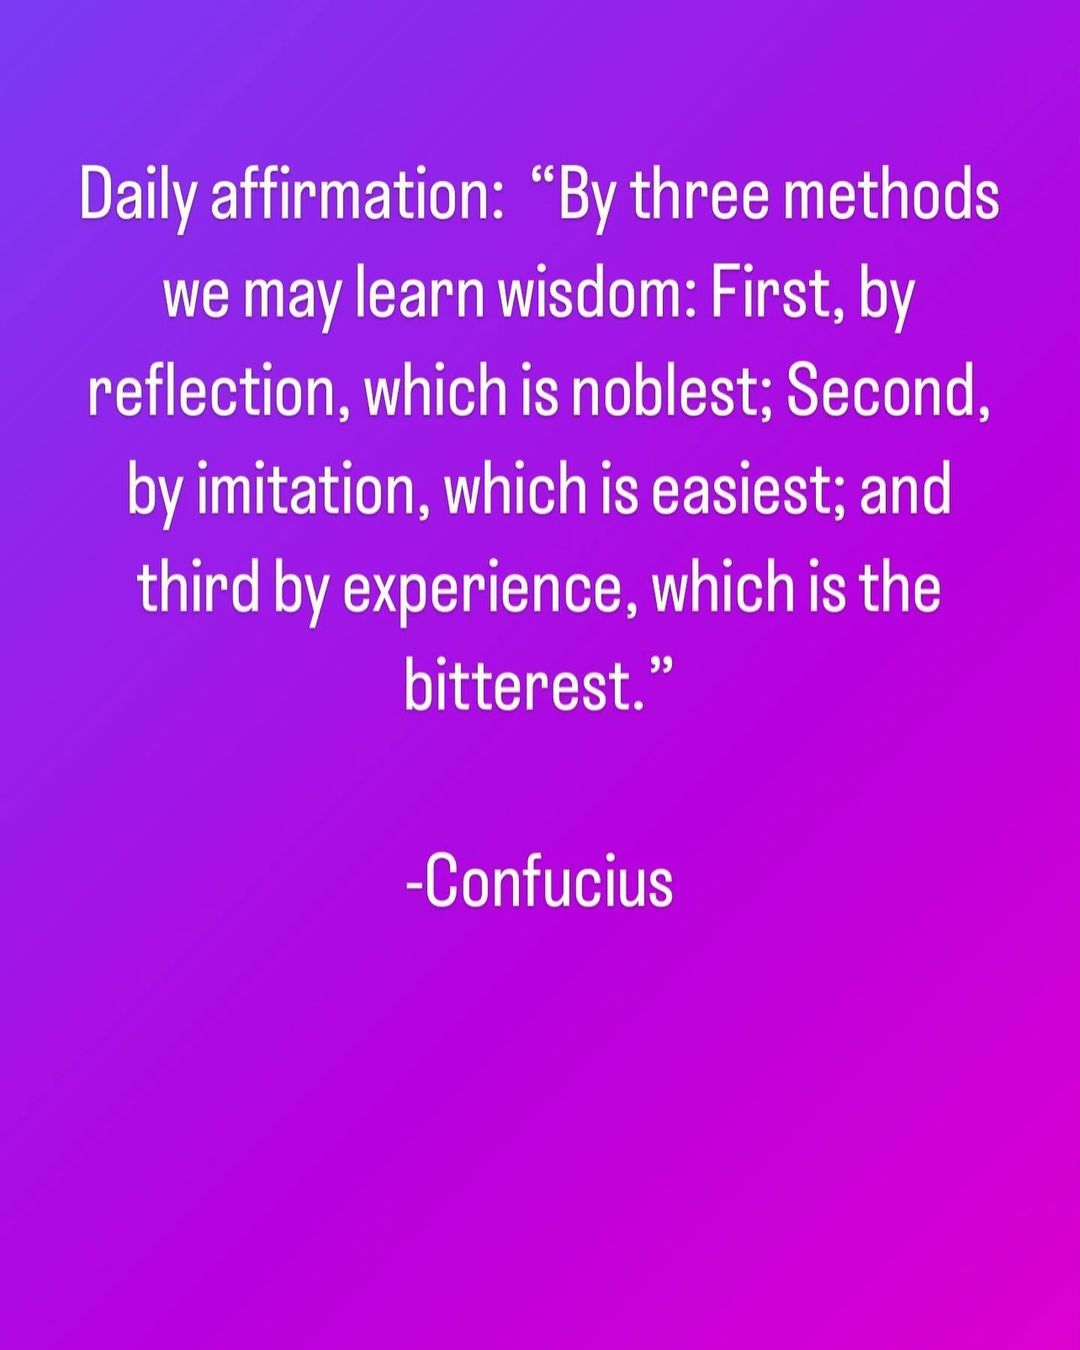 Daily affirmation:  “By three methods
we may learn wisdom: First, by
reflection, which is noblest; Second,
by imitation, which is easiest; and
third by experience, which is the
bitterest.”
-Confucius